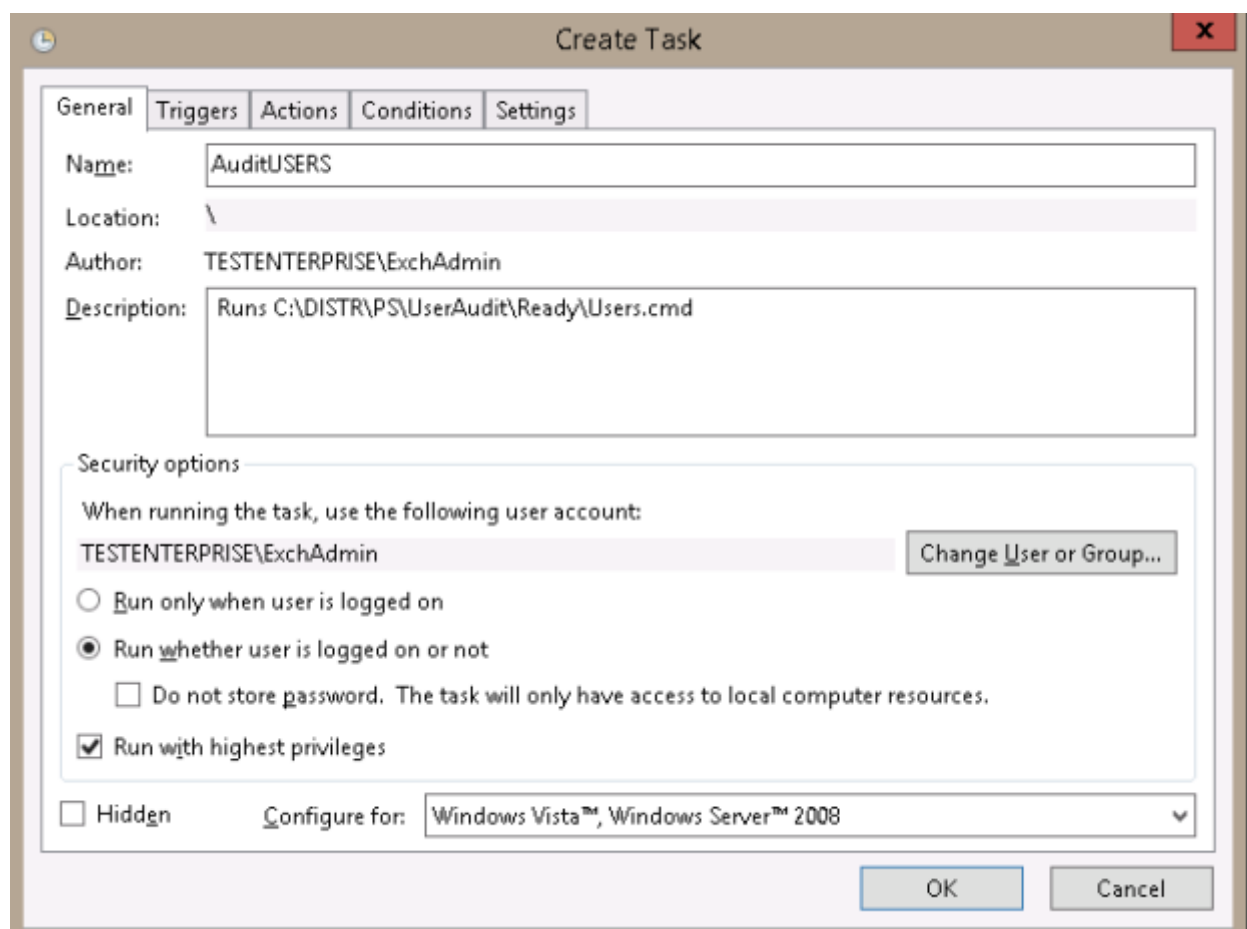 Create Task
x
General Triggers Actions Conditions Settings
Name: AuditUSERS
Location: \
Author: TESTENTERPRISE\ExchAdmin
Description: Runs C:\DISTR\PS\UserAudit\Ready\Users.cmd
Security options
When running the task, use the following user account:
TESTENTERPRISE\ExchAdmin Change User or Group...
Run only when user is logged on
Run whether user is logged on or not
Do not store password. The task will only have access to local computer resources.
Run with highest privileges
Hidden Configure for: Windows Vista™, Windows Server™ 2008
OK Cancel